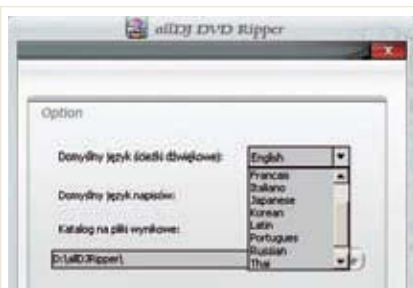 allDJ DVD Ripper
Option
Domyślny język ścieżki dźwiękowe:
English
Francais
Italiano
Japanese
Korean
Latin
Portugues
Russian
Thai
Domyślny język napisów:
Katalog na pliki wynikowe:
D:\allDJRipper\